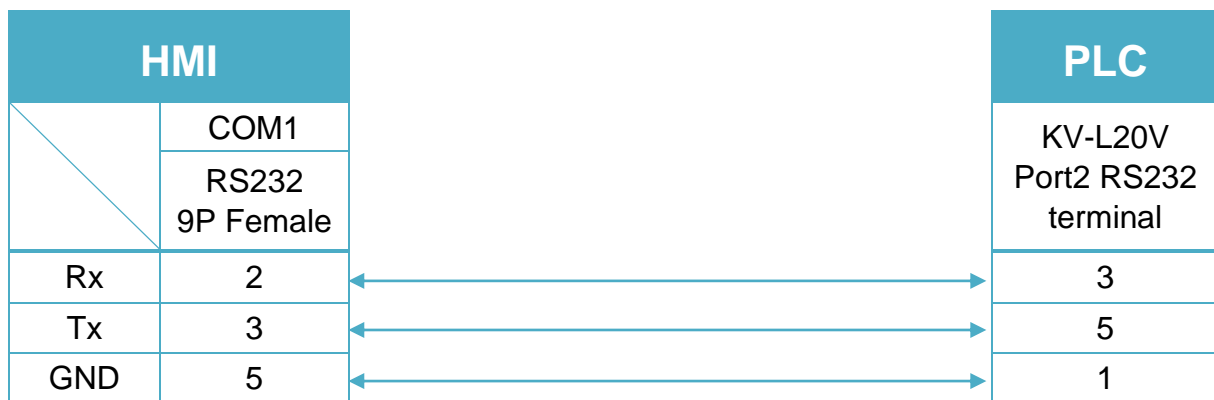 HMI
PLC
COM1
RS232
9P Female
KV-L20V
Port2 RS232
terminal
Rx 2 3
Tx 3 5
GND 5 1